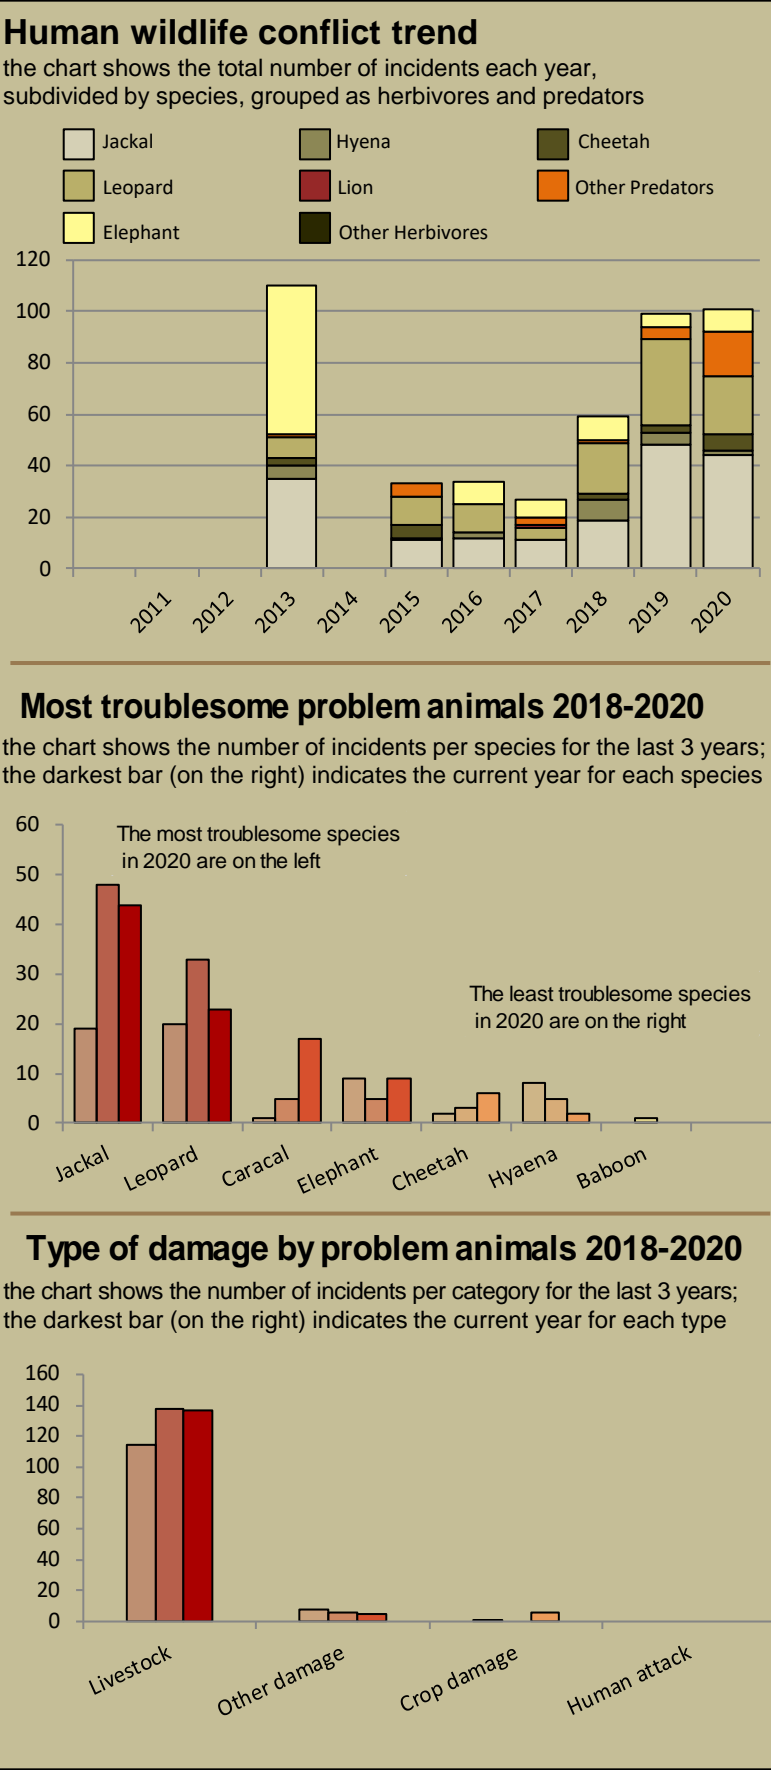 Human wildlife conflict trend
the chart shows the total number of incidents each year,
subdivided by species, grouped as herbivores and predators
Jackal Hyena Cheetah
Leopard Lion Other Predators
Elephant Other Herbivores
120
100
80
60
40
20
0
2011 2012 2013 2014 2015 2016 2017 2018 2019 2020
Most troublesome problem animals 2018-2020
the chart shows the number of incidents per species for the last 3 years;
the darkest bar (on the right) indicates the current year for each species
60
The most troublesome species
in 2020 are on the left
50
40
30
The least troublesome species
in 2020 are on the right
20
10
0
Jackal Leopard Caracal Elephant Cheetah Hyaena Baboon
Type of damage by problem animals 2018-2020
the chart shows the number of incidents per category for the last 3 years;
the darkest bar (on the right) indicates the current year for each type
160
140
120
100
80
60
40
20
0
Livestock Other damage Crop damage Human attack